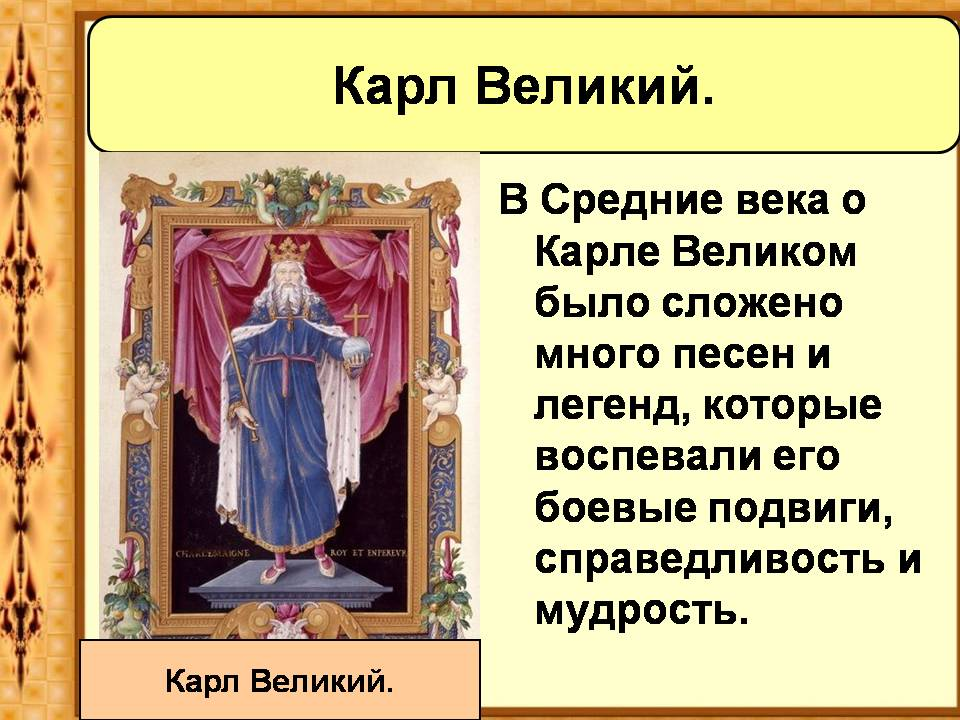 Карл Великий.
CHARLEMAIGNE ROY ET ENPEREVR
В Средние века о
Карле Великом
было сложено
много песен и
легенд, которые
воспевали его
боевые подвиги,
справедливость и
мудрость.
Карл Великий.